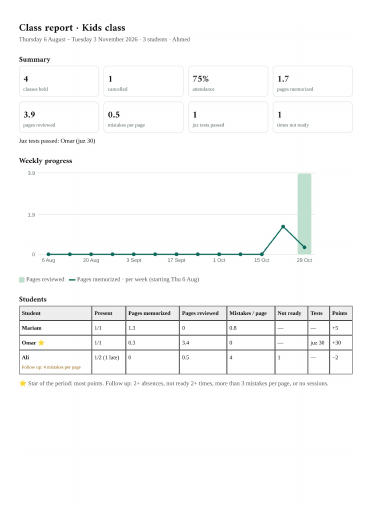 Class report · Kids class
Thursday 6 August – Tuesday 3 November 2026 · 3 students · Ahmed
Summary
4 1 75% 1.7
classes held cancelled attendance pages memorized
3.9 0.5 1 1
pages reviewed mistakes per page juz tests passed times not ready
Juz tests passed: Omar (juz 30)
Weekly progress
3.9
1.9
0
6 Aug 20 Aug 3 Sept 17 Sept 1 Oct 15 Oct 29 Oct
Pages reviewed Pages memorized · per week (starting Thu 6 Aug)
Students
Student Present Pages memorized Pages reviewed Mistakes / page Not ready Tests Points
Mariam 1/1 1.3 0 0.8 — — +5
Omar ⭐ 1/1 0.3 3.4 0 — juz 30 +30
Ali 1/2 (1 late) 0 0.5 4 1 — −2
Follow up: 4 mistakes per page
⭐ Star of the period: most points. Follow up: 2+ absences, not ready 2+ times, more than 3 mistakes per page, or no sessions.